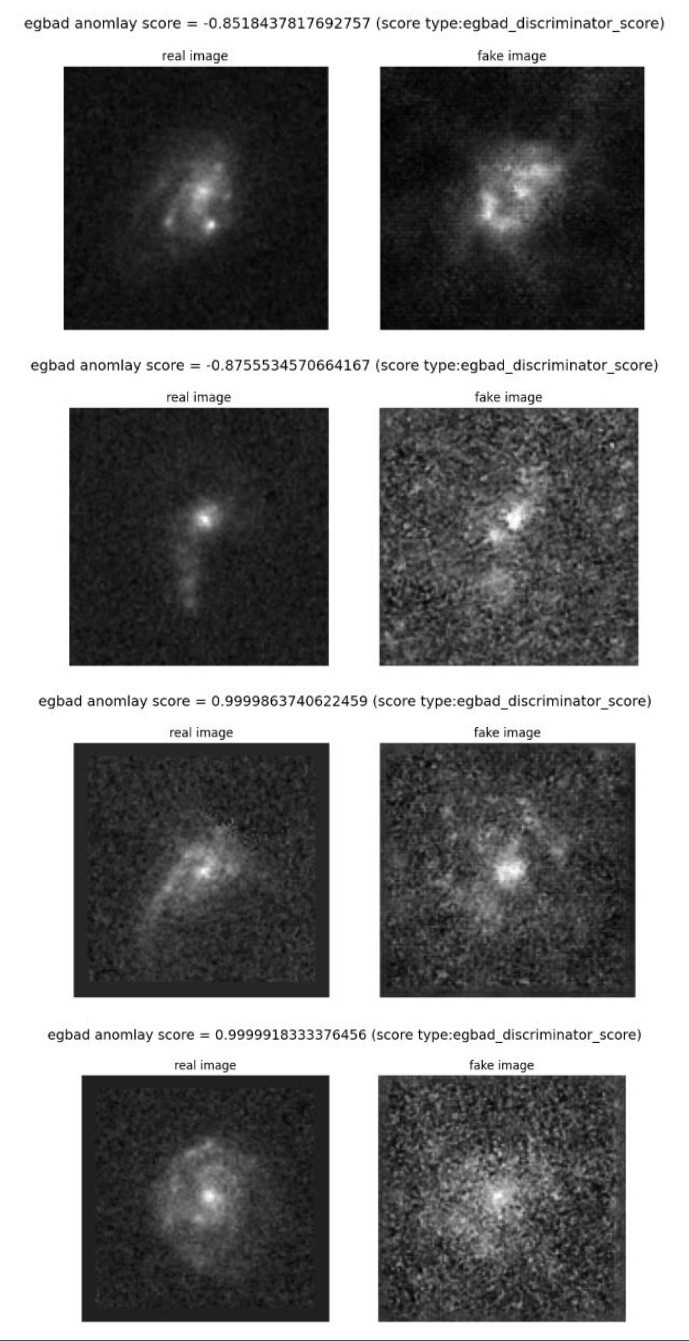 egbad anomlay score = -0.8518437817692757 (score type:egbad_discriminator_score)
real image
fake image
egbad anomlay score = -0.8755534570664167 (score type:egbad_discriminator_score)
real image
fake image
egbad anomlay score = 0.9999863740622459 (score type:egbad_discriminator_score)
real image
fake image
egbad anomlay score = 0.9999918333376456 (score type:egbad_discriminator_score)
real image
fake image